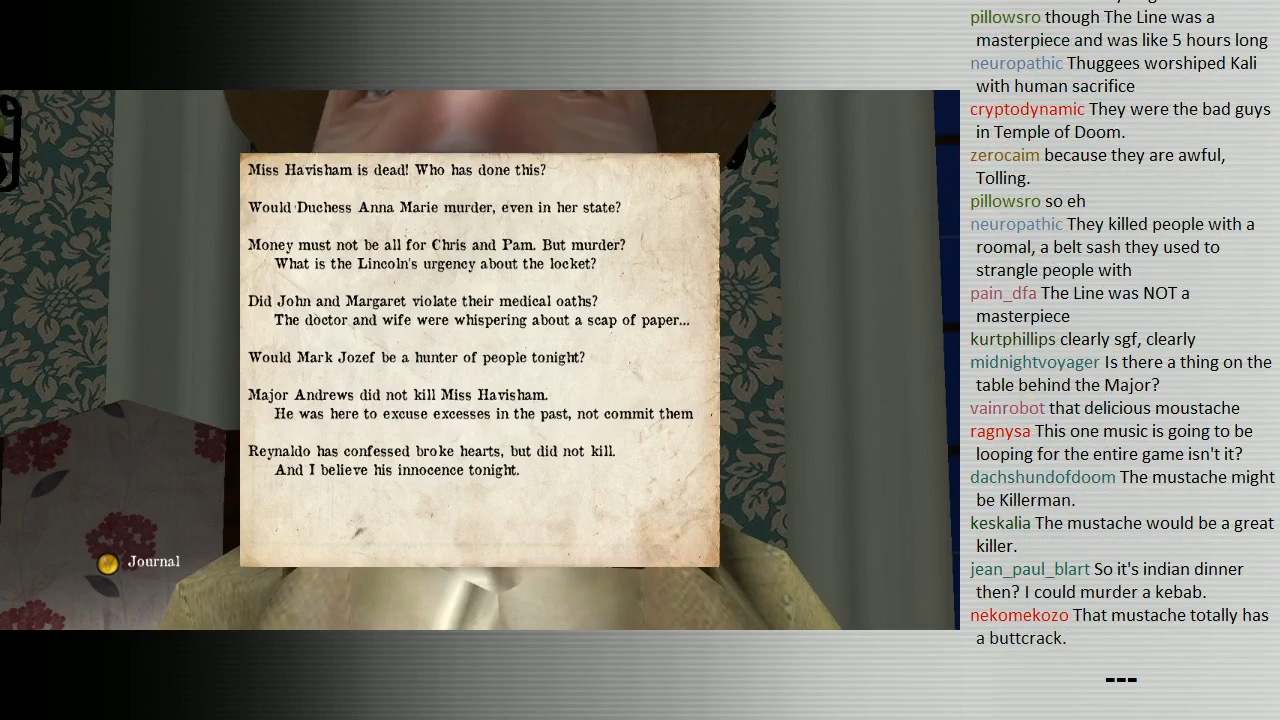 Miss Havisham is dead! Who has done this?
Would Duchess Anna Marie murder, even in her state?
Money must not be all for Chris and Pam. But murder?
What is the Lincoln's urgency about the locket?
Did John and Margaret violate their medical oaths?
The doctor and wife were whispering about a scap of paper...
Would Mark Jozef be a hunter of people tonight?
Major Andrews did not kill Miss Havisham.
He was here to excuse excesses in the past, not commit them
Reynaldo has confessed broke hearts, but did not kill.
And I believe his innocence tonight.
Journal
pillowsro though The Line was a
masterpiece and was like 5 hours long
neuropathic Thuggees worshiped Kali
with human sacrifice
cryptodynamic They were the bad guys
in Temple of Doom.
zerocaim because they are awful,
Tolling.
pillowsro so eh
neuropathic They killed people with a
roomal, a belt sash they used to
strangle people with
pain_dfa The Line was NOT a
masterpiece
kurtphillips clearly sgf, clearly
midnightvoyager Is there a thing on the
table behind the Major?
vainrobot that delicious moustache
ragnysa This one music is going to be
looping for the entire game isn't it?
dachshundofdoom The mustache might
be Killerman.
keskalia The mustache would be a great
killer.
jean_paul_blart So it's indian dinner
then? I could murder a kebab.
nekomekozo That mustache totally has
a buttcrack.
---